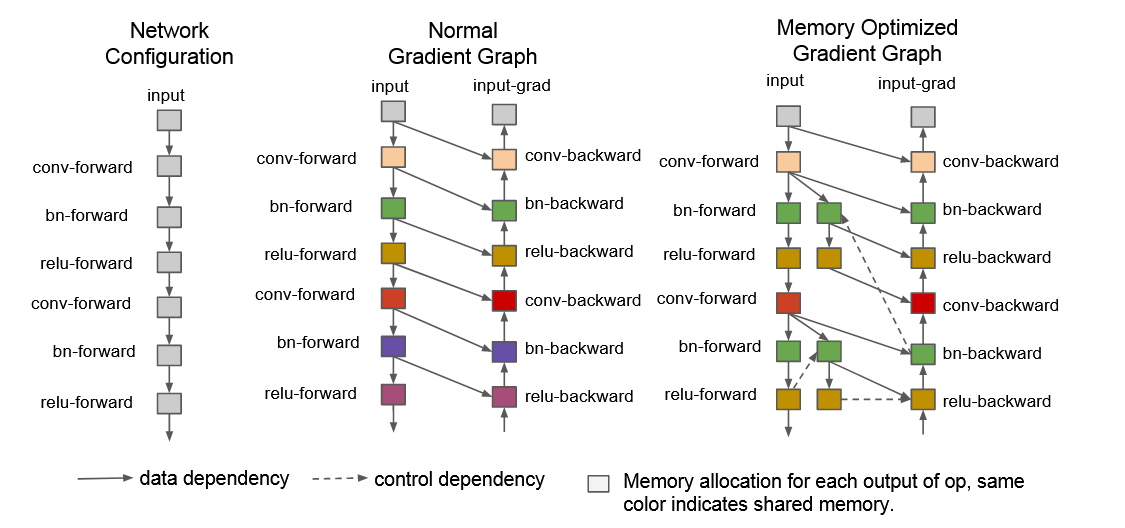 Network
Configuration
input
conv-forward
bn-forward
relu-forward
conv-forward
bn-forward
relu-forward
Normal
Gradient Graph
input
input-grad
conv-forward
conv-backward
bn-forward
bn-backward
relu-forward
relu-backward
conv-forward
conv-backward
bn-forward
bn-backward
relu-forward
relu-backward
Memory Optimized
Gradient Graph
input
input-grad
conv-forward
conv-backward
bn-forward
bn-backward
relu-forward
relu-backward
conv-forward
conv-backward
bn-forward
bn-backward
relu-forward
relu-backward
data dependency
control dependency
Memory allocation for each output of op, same
color indicates shared memory.